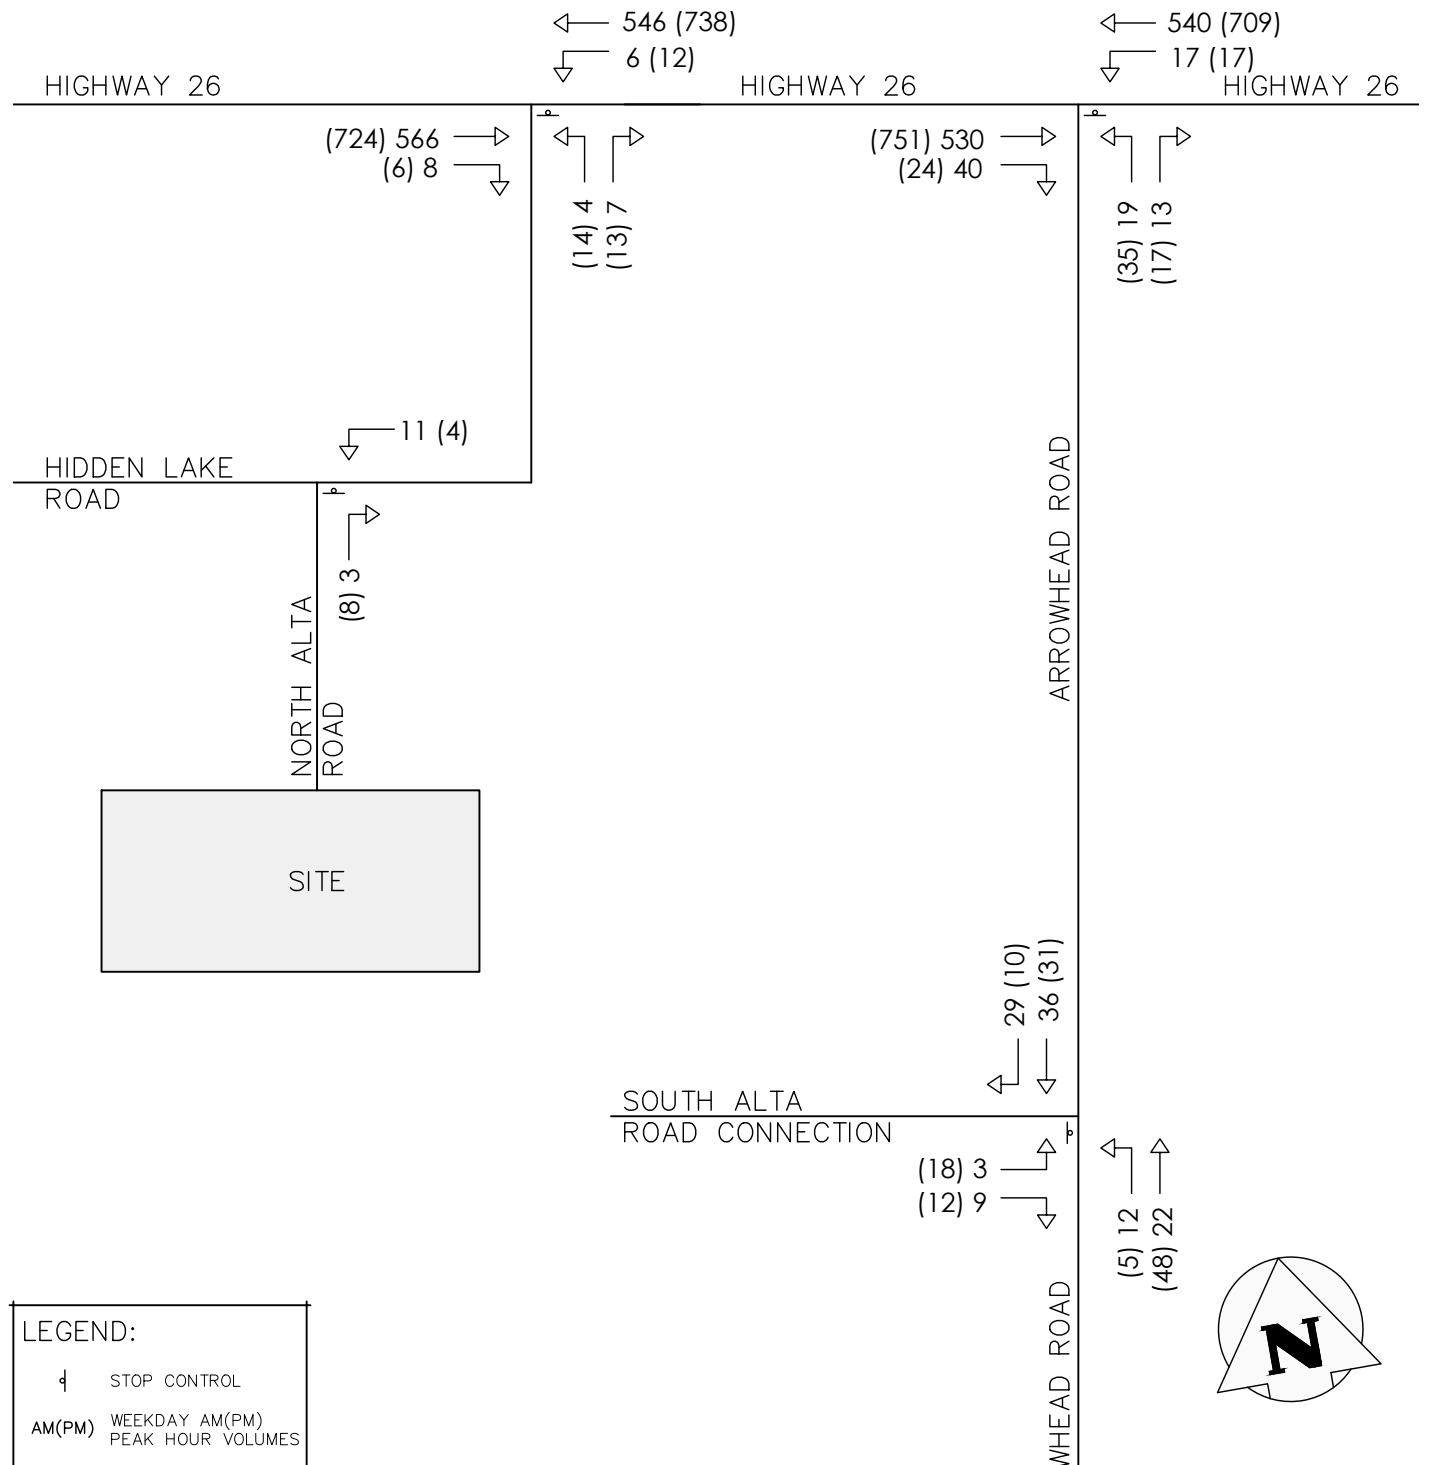 546 (738)
540 (709)
6 (12)
17 (17)
HIGHWAY 26
HIGHWAY 26
HIGHWAY 26
(724) 566
(6) 8
(751) 530
(24) 40
(14) 4
(13) 7
(35) 19
(17) 13
11 (4)
HIDDEN LAKE
ROAD
(8) 3
NORTH ALTA
ROAD
ARROWHEAD ROAD
SITE
29 (10)
36 (31)
SOUTH ALTA
ROAD CONNECTION
(18) 3
(12) 9
(5) 12
(48) 22
WHEAD ROAD
N
LEGEND:
STOP CONTROL
AM(PM)
WEEKDAY AM(PM)
PEAK HOUR VOLUMES